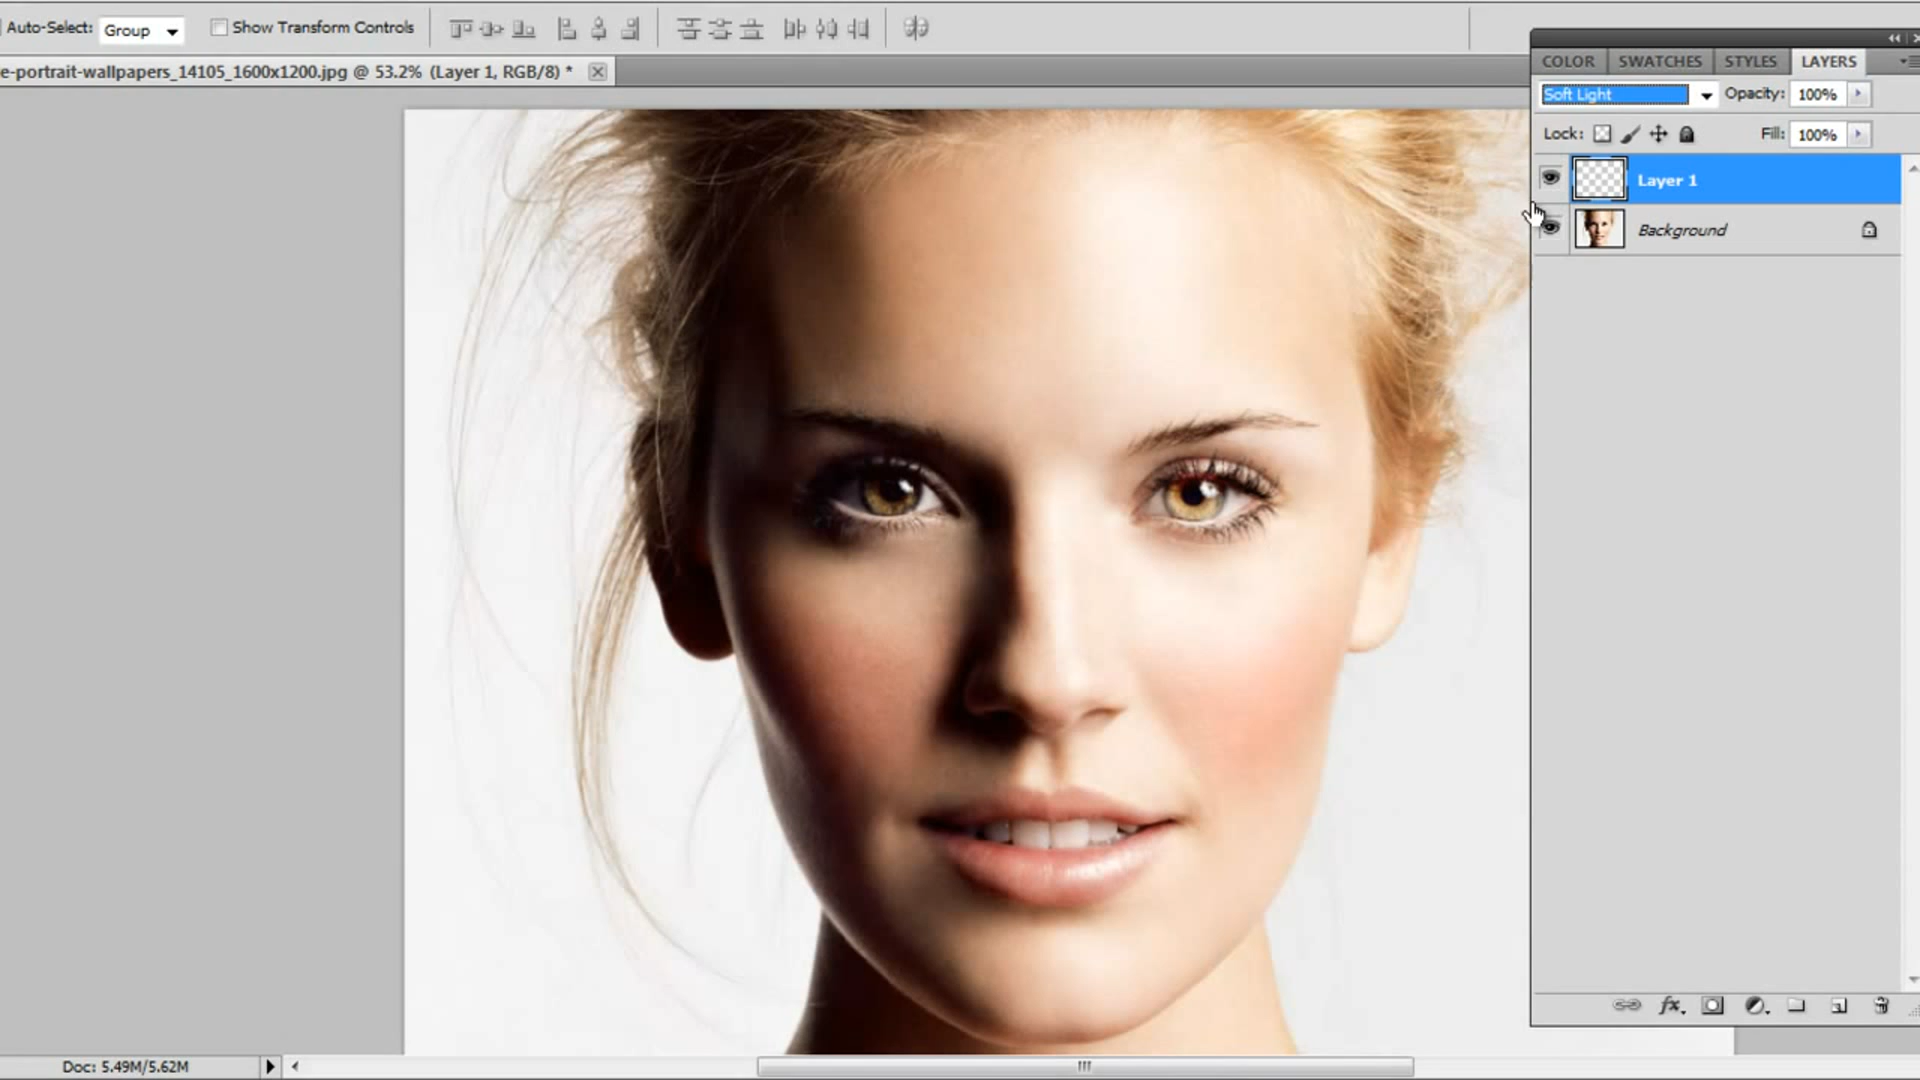 Auto-Select: Group Show Transform Controls
e-portrait-wallpapers_14105_1600x1200.jpg @ 53.2% (Layer 1, RGB/8) *
COLOR SWATCHES STYLES LAYERS
Soft Light Opacity: 100%
Lock: Fill: 100%
Layer 1
Background
fx
Doc: 5.49M/5.62M